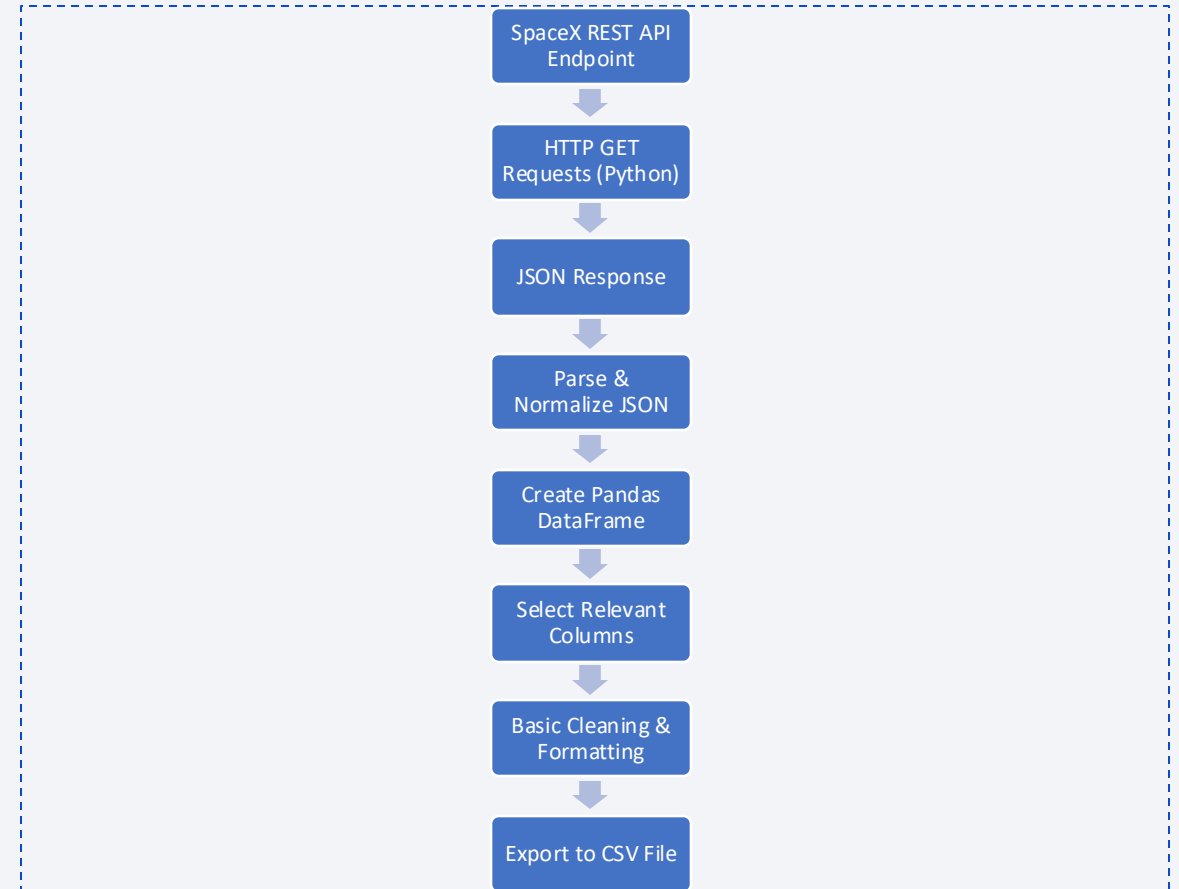 SpaceX REST API
Endpoint
HTTP GET
Requests (Python)
JSON Response
Parse &
Normalize JSON
Create Pandas
DataFrame
Select Relevant
Columns
Basic Cleaning &
Formatting
Export to CSV File